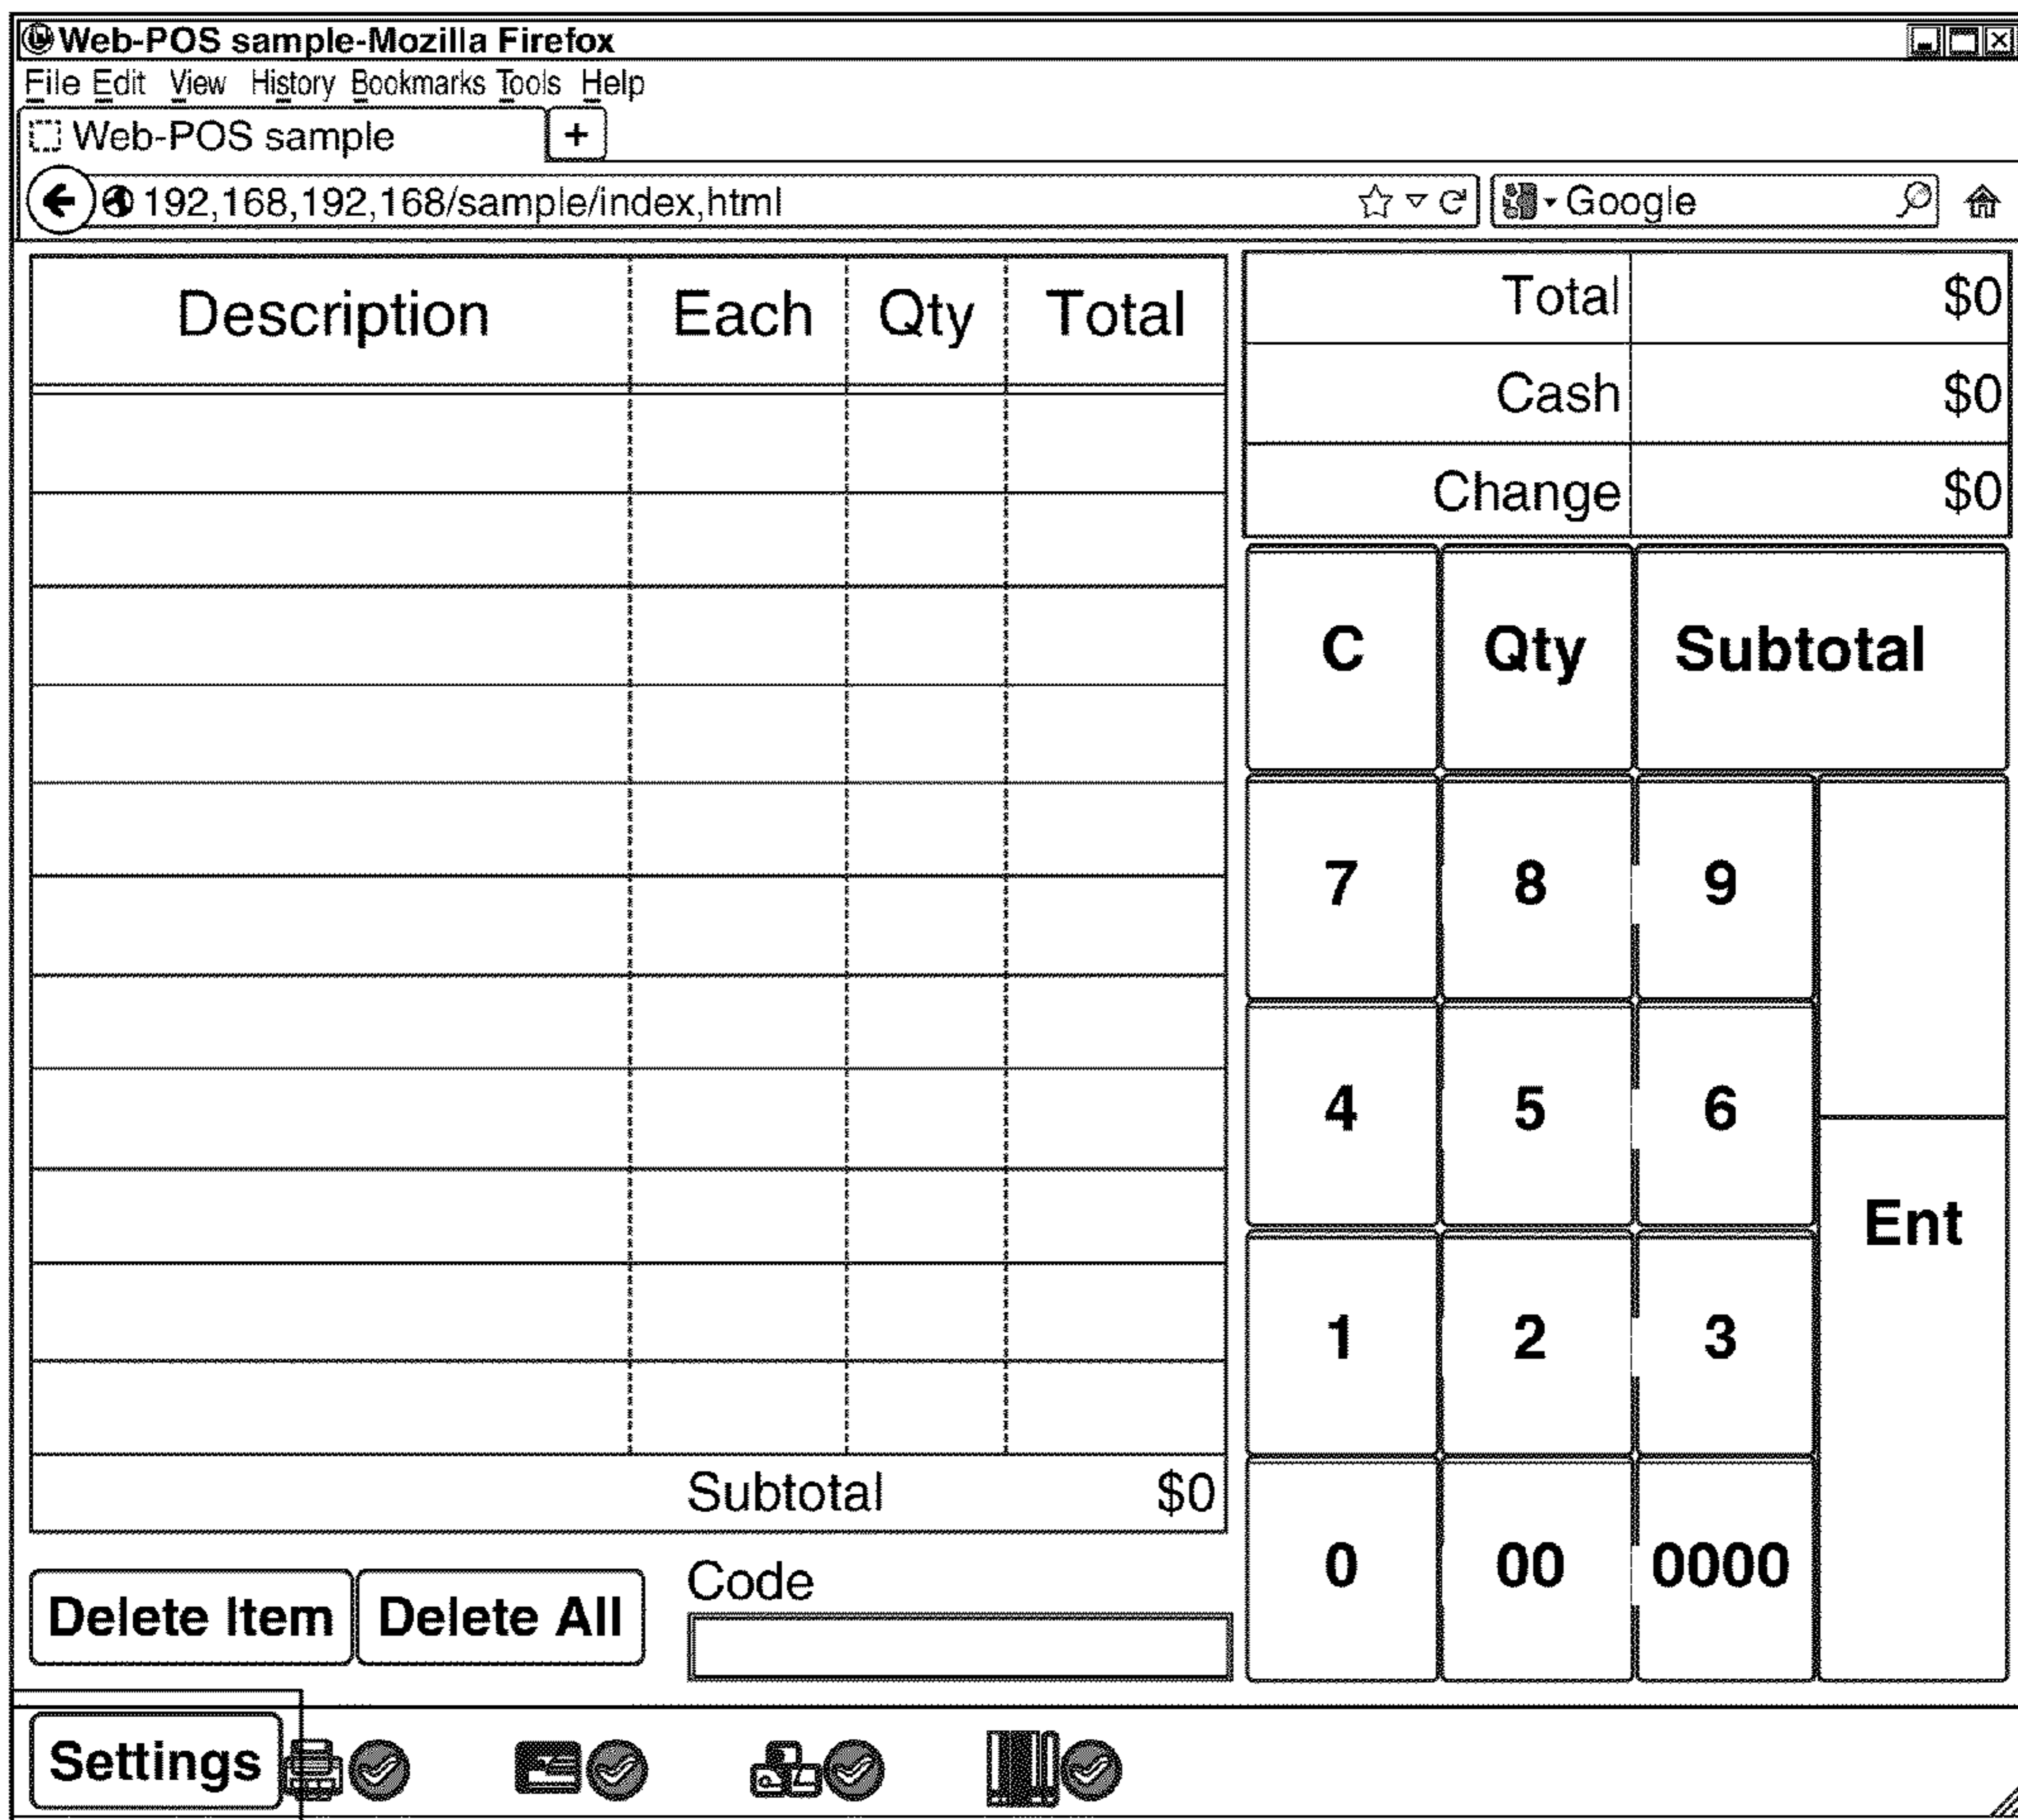 Web-POS sample-Mozilla Firefox
File Edit View History Bookmarks Tools Help
Web-POS sample +
192,168,192,168/sample/index,html Google
Description Each Qty Total
Total $0
Cash $0
Change $0
C Qty Subtotal
7 8 9
4 5 6
Ent
1 2 3
0 00 0000
Subtotal $0
Code
Delete Item Delete All
Settings